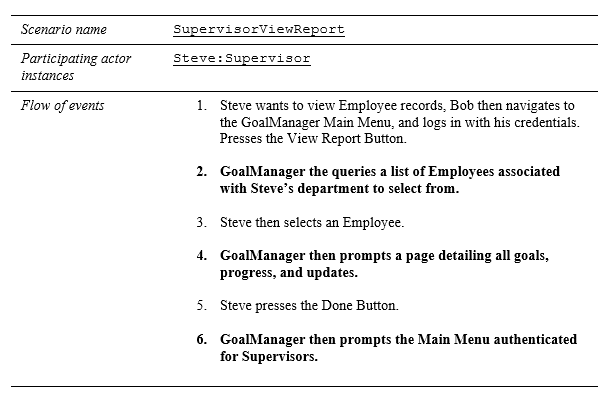 Scenario name SupervisorViewReport
Participating actor Steve:Supervisor
instances
Flow of events 1. Steve wants to view Employee records, Bob then navigates to
the GoalManager Main Menu, and logs in with his credentials.
Presses the View Report Button.
2. GoalManager the queries a list of Employees associated
with Steve's department to select from.
3. Steve then selects an Employee.
4. GoalManager then prompts a page detailing all goals,
progress, and updates.
5. Steve presses the Done Button.
6. GoalManager then prompts the Main Menu authenticated
for Supervisors.